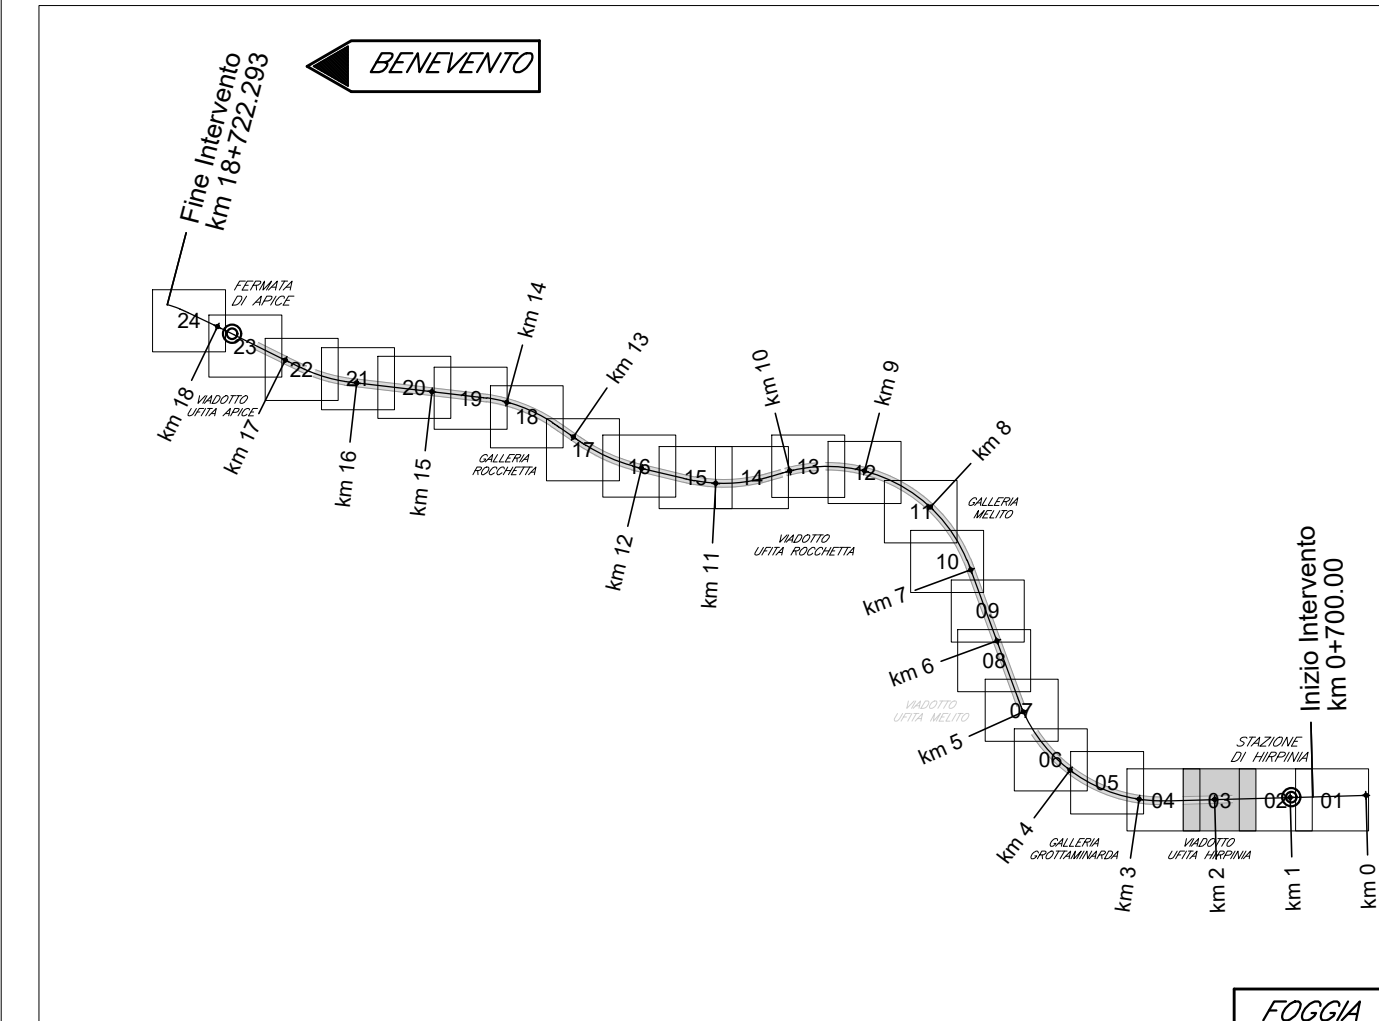 BENEVENTO
Fine Intervento
km 18+722.293
FERMATA
DI APICE
24
23
22
21
20
19
18
17
16
15
14
13
12
11
10
09
08
07
06
05
04
03
02
01
VIADOTTO
UFITA APICE
km 18
km 17
km 16
km 15
km 14
km 13
GALLERIA
ROCCHETTA
km 12
km 11
km 10
VIADOTTO
UFITA ROCCHETTA
km 9
km 8
GALLERIA
MELITO
km 7
km 6
VIADOTTO
UFITA MELITO
km 5
km 4
GALLERIA
GROTTAMINARDA
km 3
VIADOTTO
UFITA HIRPINIA
km 2
STAZIONE
DI HIRPINIA
km 1
Inizio Intervento
km 0+700.00
km 0
FOGGIA